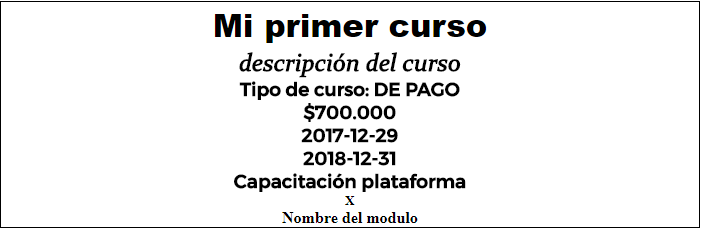 Mi primer curso
descripción del curso
Tipo de curso: DE PAGO
$700.000
2017-12-29
2018-12-31
Capacitación plataforma
X
Nombre del modulo